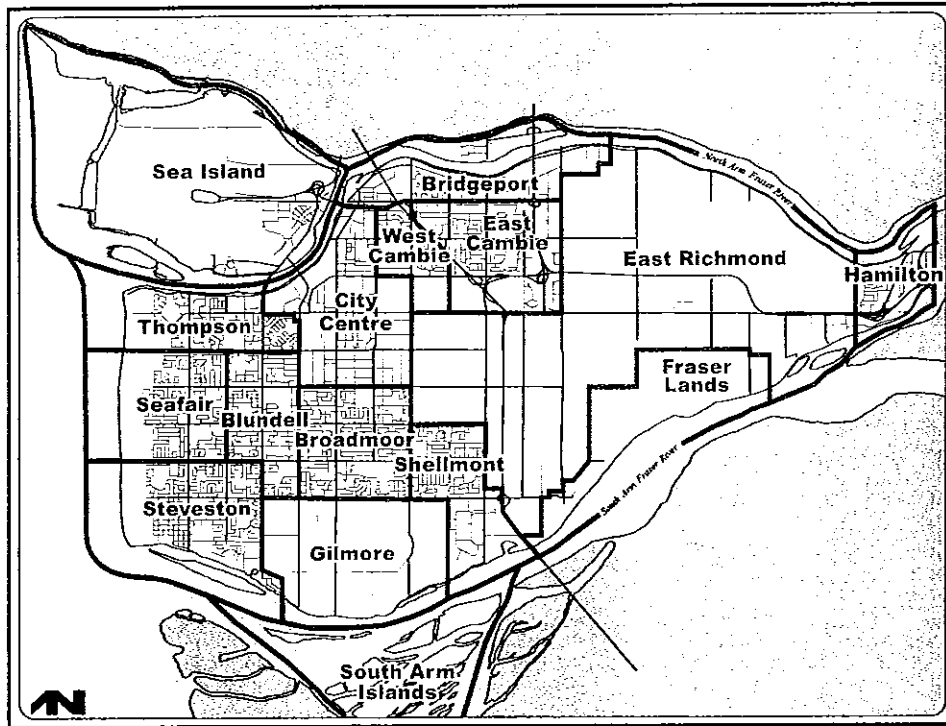 North Arm Fraser River
Sea Island
Bridgeport
West
Cambie
East
Cambie
East Richmond
Hamilton
City
Centre
Thompson
Fraser
Lands
Seafair
Blundell
Broadmoor
Shellmont
South Arm Fraser River
Steveston
Gilmore
South Arm
Islands
N